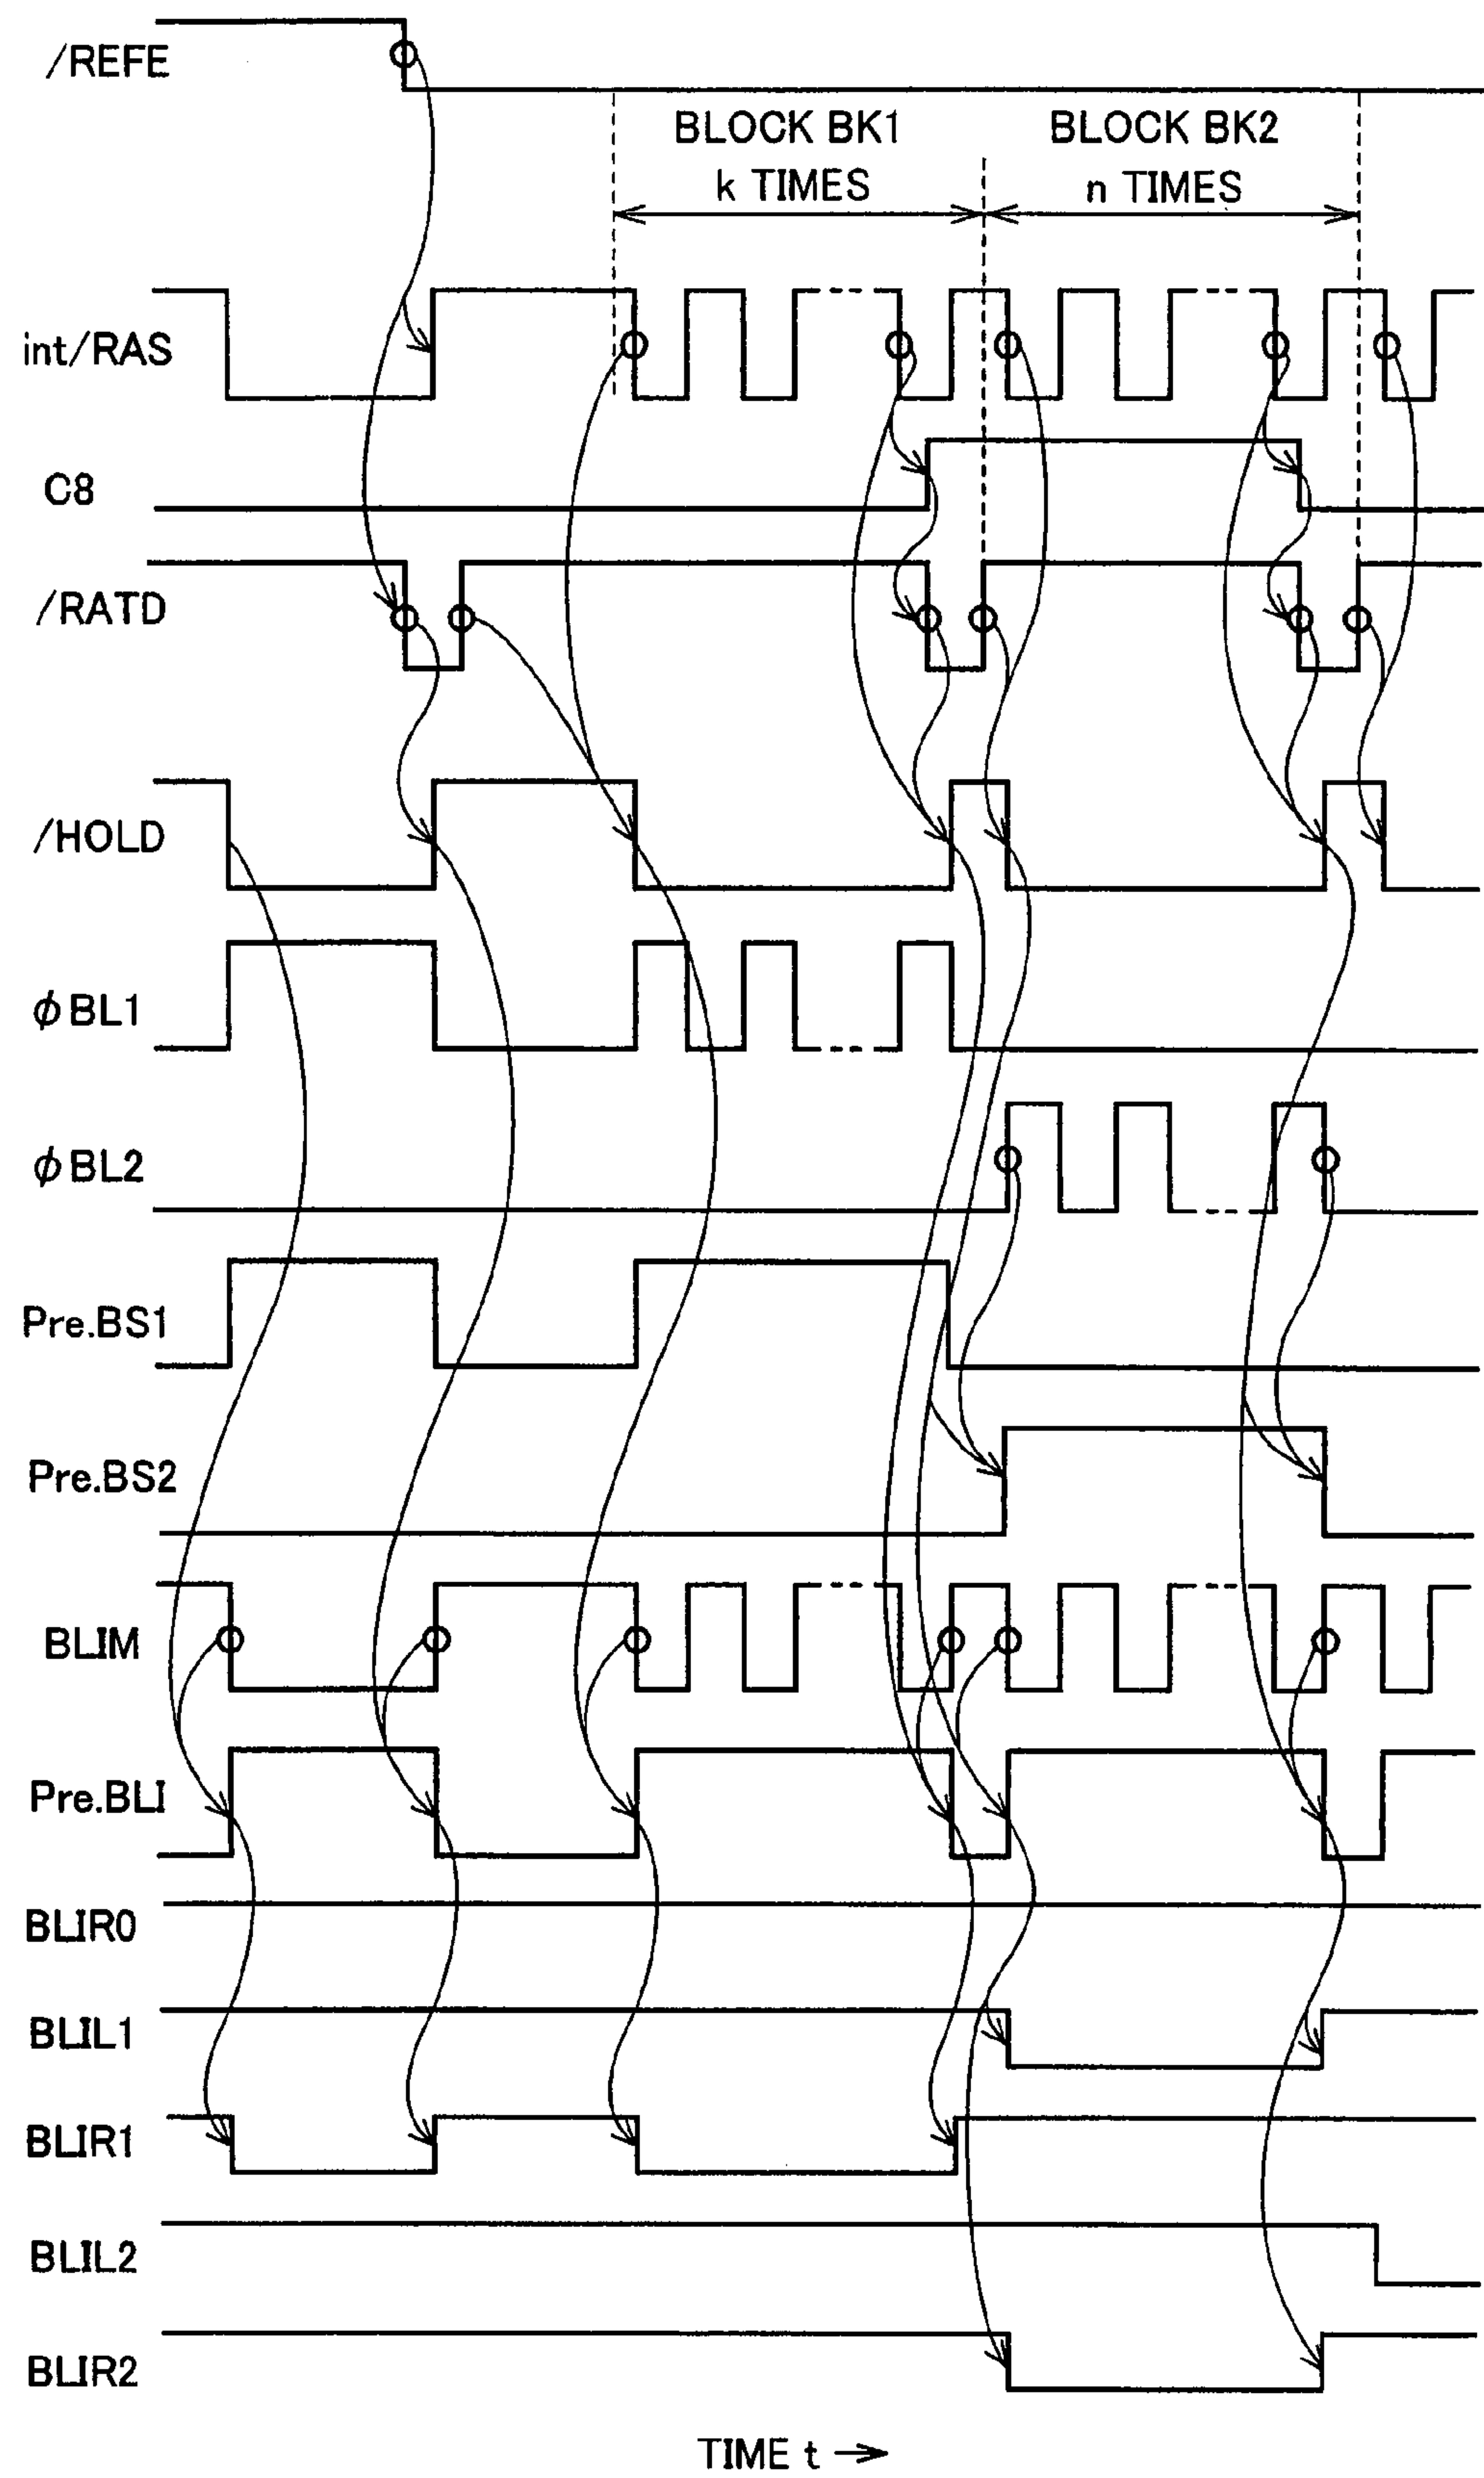 /REFE
BLOCK BK1
BLOCK BK2
k TIMES
n TIMES
int/RAS
C8
/RATD
/HOLD
φBL1
φBL2
Pre.BS1
Pre.BS2
BLIM
Pre.BLI
BLIR0
BLIL1
BLIR1
BLIL2
BLIR2
TIME t →